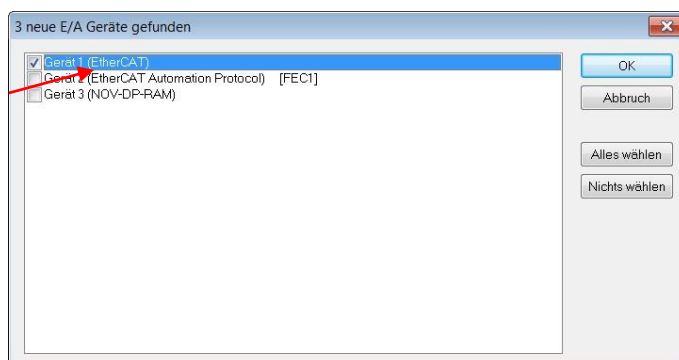 3 neue E/A Geräte gefunden
Gerät 1 (EtherCAT)
Gerät 2 (EtherCAT Automation Protocol) [FEC1]
Gerät 3 (NOV-DP-RAM)
OK
Abbruch
Alles wählen
Nichts wählen